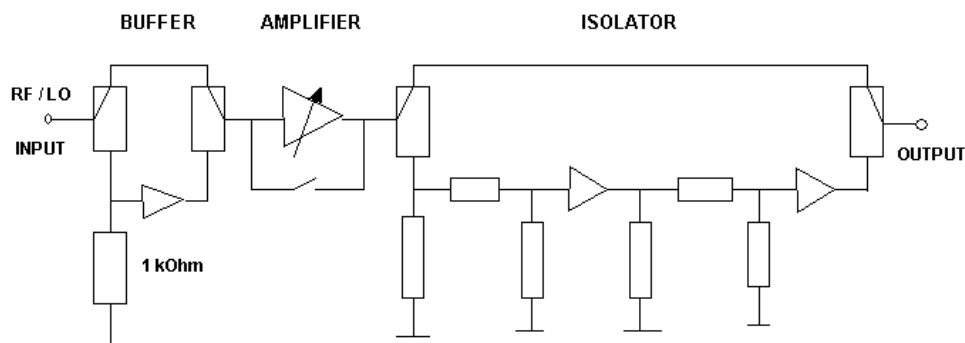 BUFFER AMPLIFIER ISOLATOR
RF / LO
INPUT
OUTPUT
1 kOhm